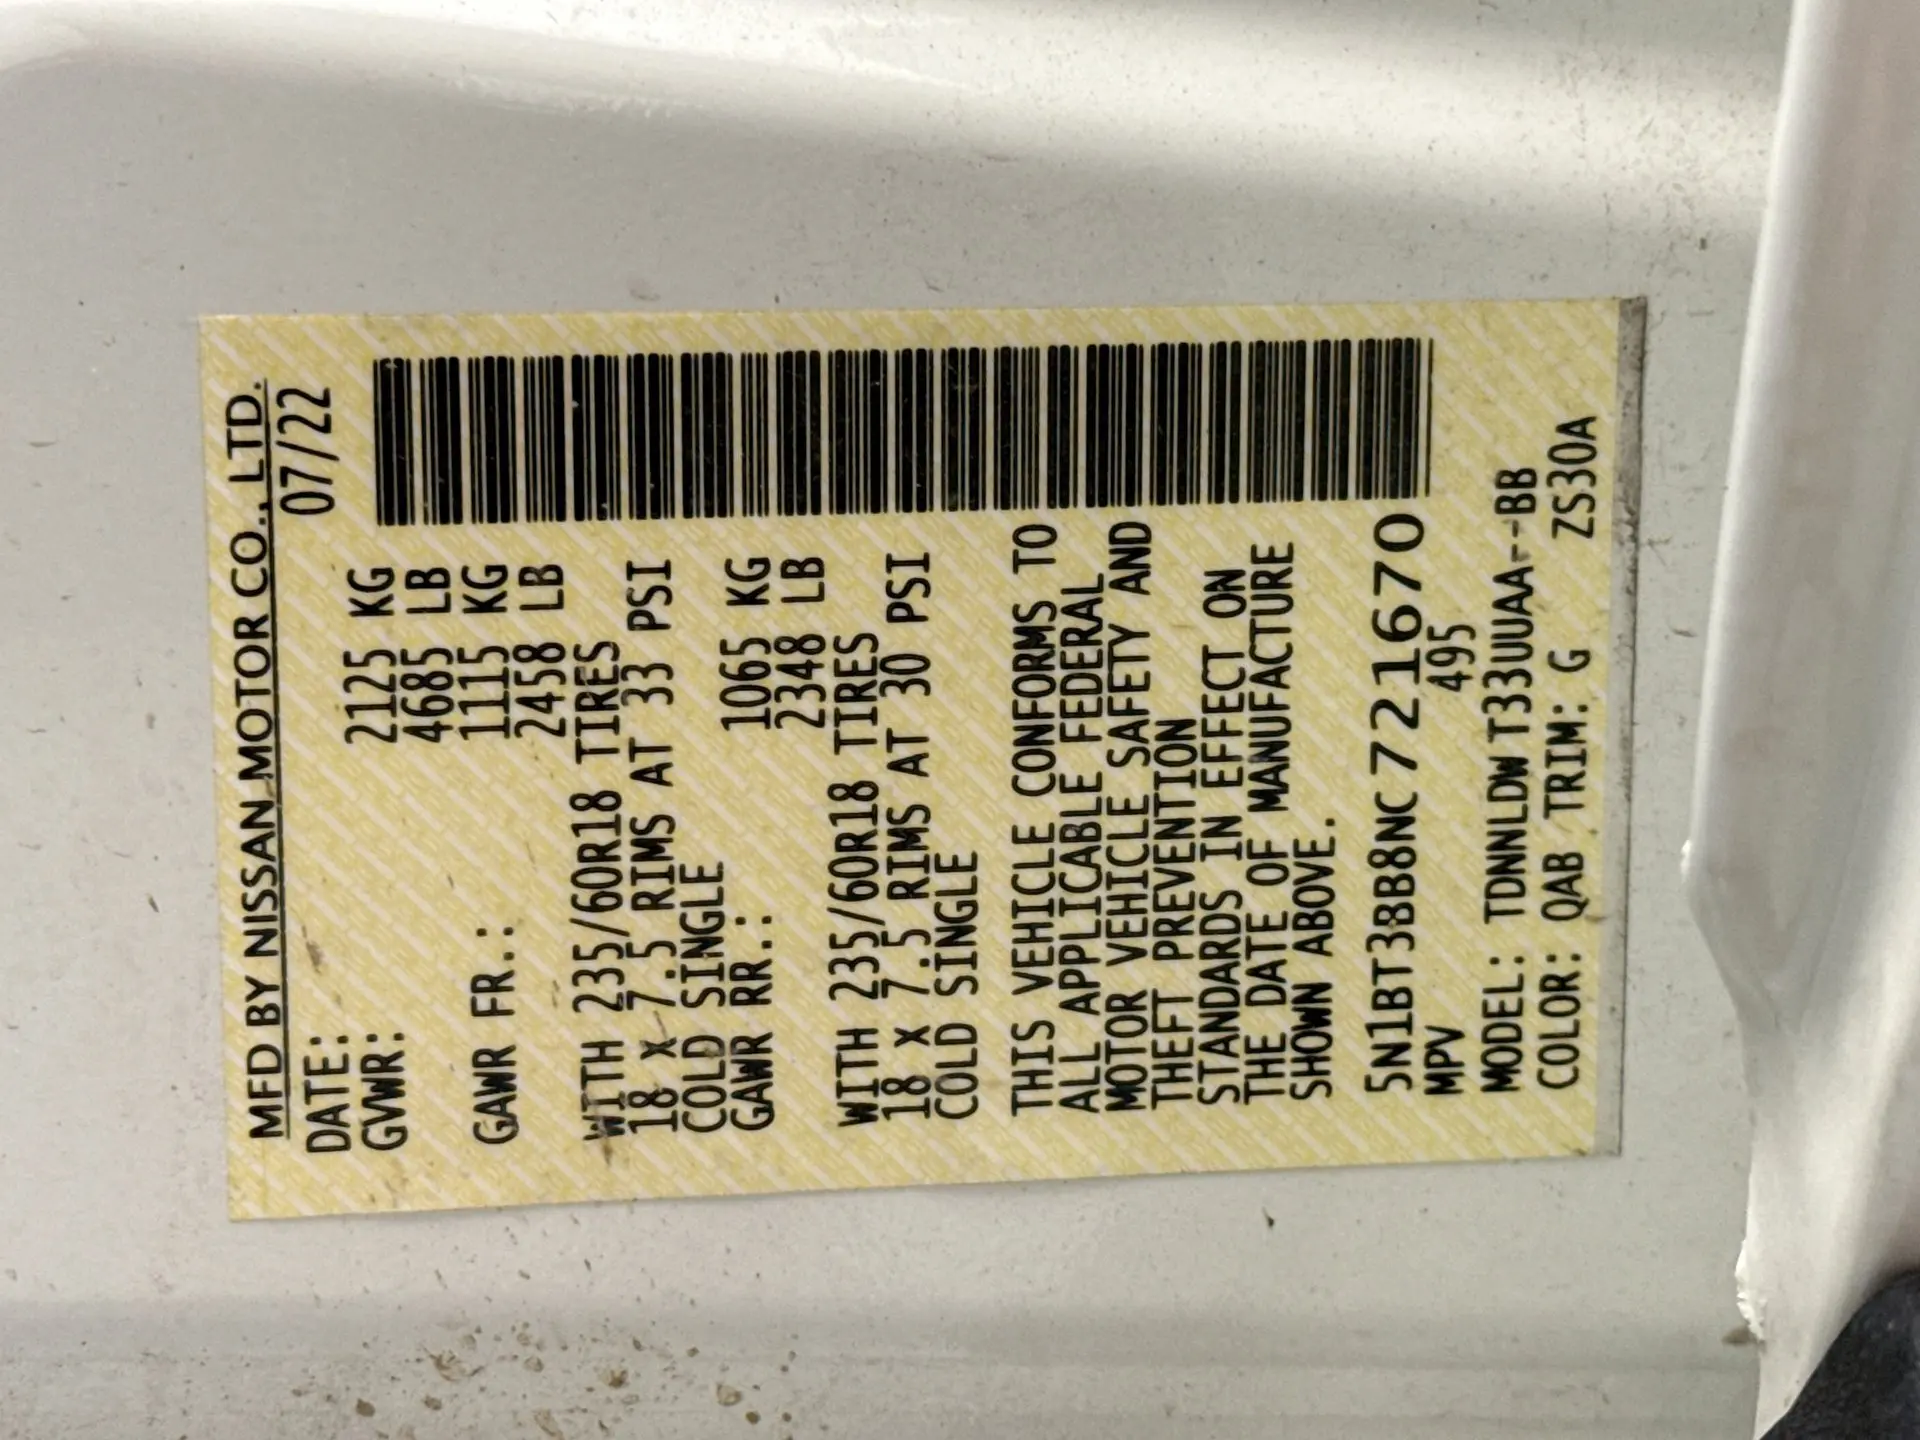 MFD BY NISSAN MOTOR CO., LTD.
DATE: 07/22
GVWR: 2125 KG
4685 LB
GAWR FR.: 1115 KG
2458 LB
WITH 235/60R18 TIRES
18 X 7.5 RIMS AT 33 PSI
COLD SINGLE
GAWR RR.: 1065 KG
2348 LB
WITH 235/60R18 TIRES
18 X 7.5 RIMS AT 30 PSI
COLD SINGLE
THIS VEHICLE CONFORMS TO
ALL APPLICABLE FEDERAL
MOTOR VEHICLE SAFETY AND
THEFT PREVENTION
STANDARDS IN EFFECT ON
THE DATE OF MANUFACTURE
SHOWN ABOVE.
5N1BT3BB8NC721670
MPV 495
MODEL: TDNNLDW T33UUAA--BB
COLOR: QAB TRIM: G ZS30A